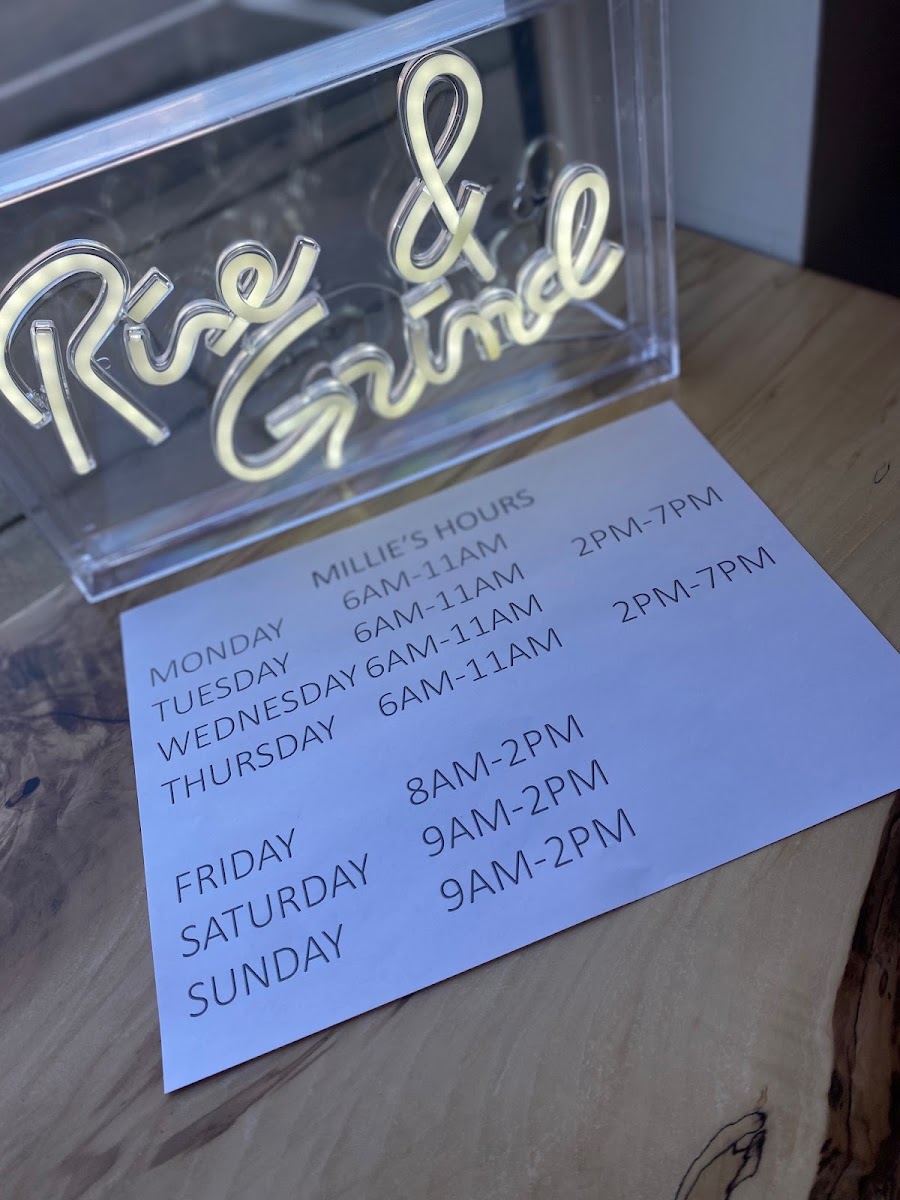 Rise &
Grind
MILLIE'S HOURS
MONDAY 6AM-11AM
TUESDAY 6AM-11AM 2PM-7PM
WEDNESDAY 6AM-11AM
THURSDAY 6AM-11AM 2PM-7PM
FRIDAY 8AM-2PM
SATURDAY 9AM-2PM
SUNDAY 9AM-2PM